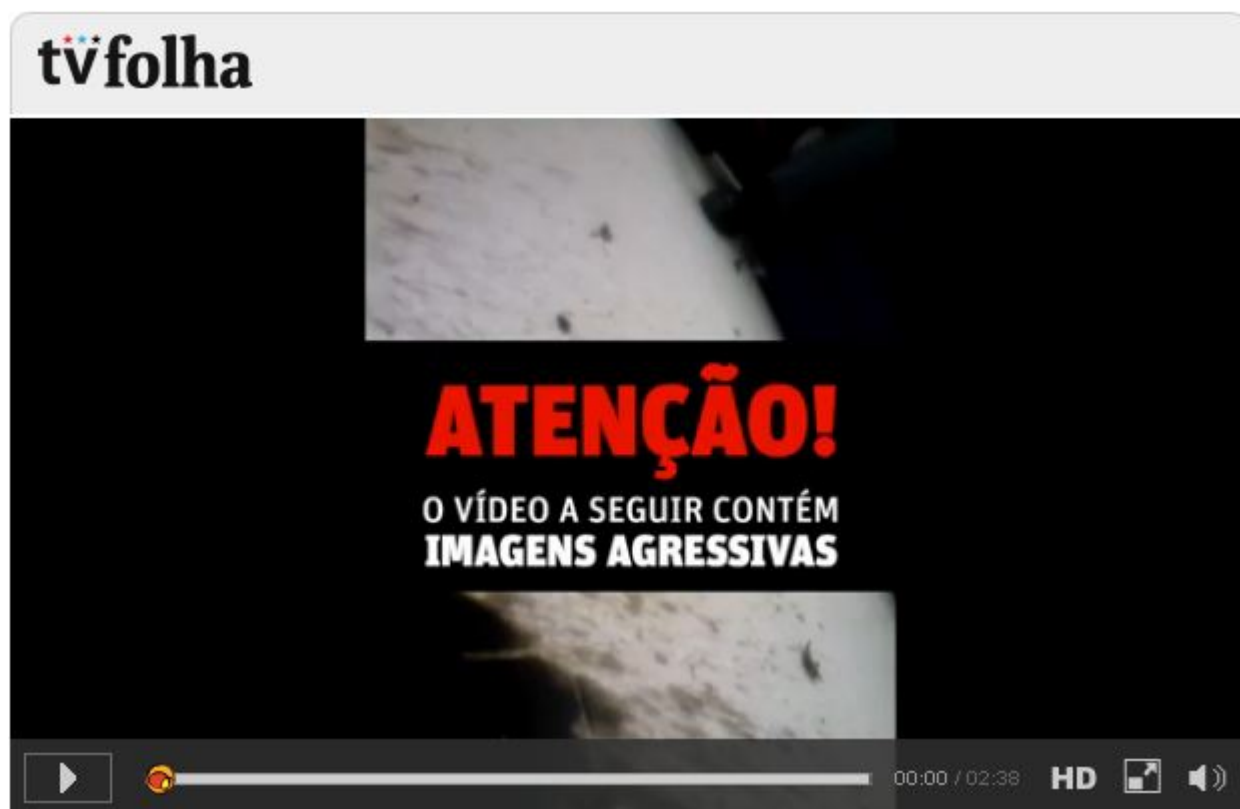 tvfolha
ATENÇÃO!
O VÍDEO A SEGUIR CONTÉM
IMAGENS AGRESSIVAS
00:00 / 02:38 HD